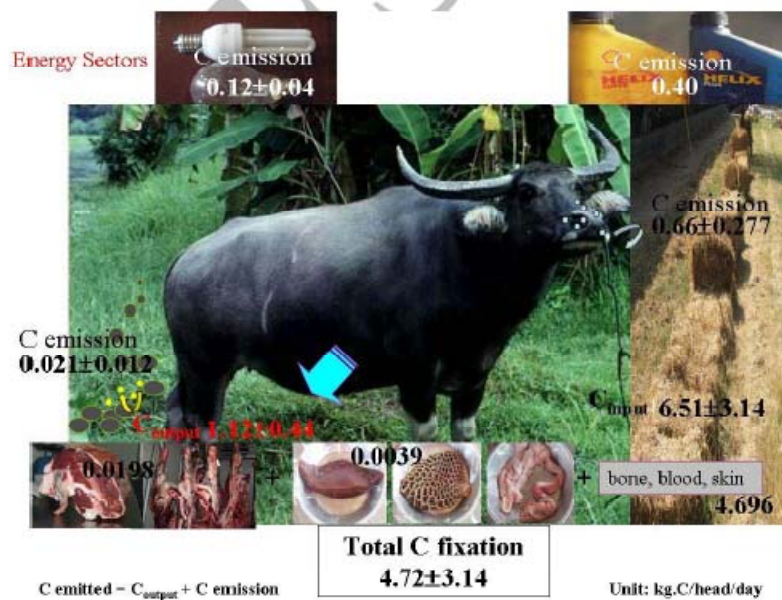 Energy Sectors
C emission
0.12±0.04
C emission
0.40
HELIX
HELIX
C emission
0.66±0.277
C emission
0.021±0.012
C output 1.12±0.44
C input 6.51±3.14
0.0198
+
0.0039
+
bone, blood, skin
4.696
Total C fixation
4.72±3.14
C emitted = C output + C emission
Unit: kg.C/head/day